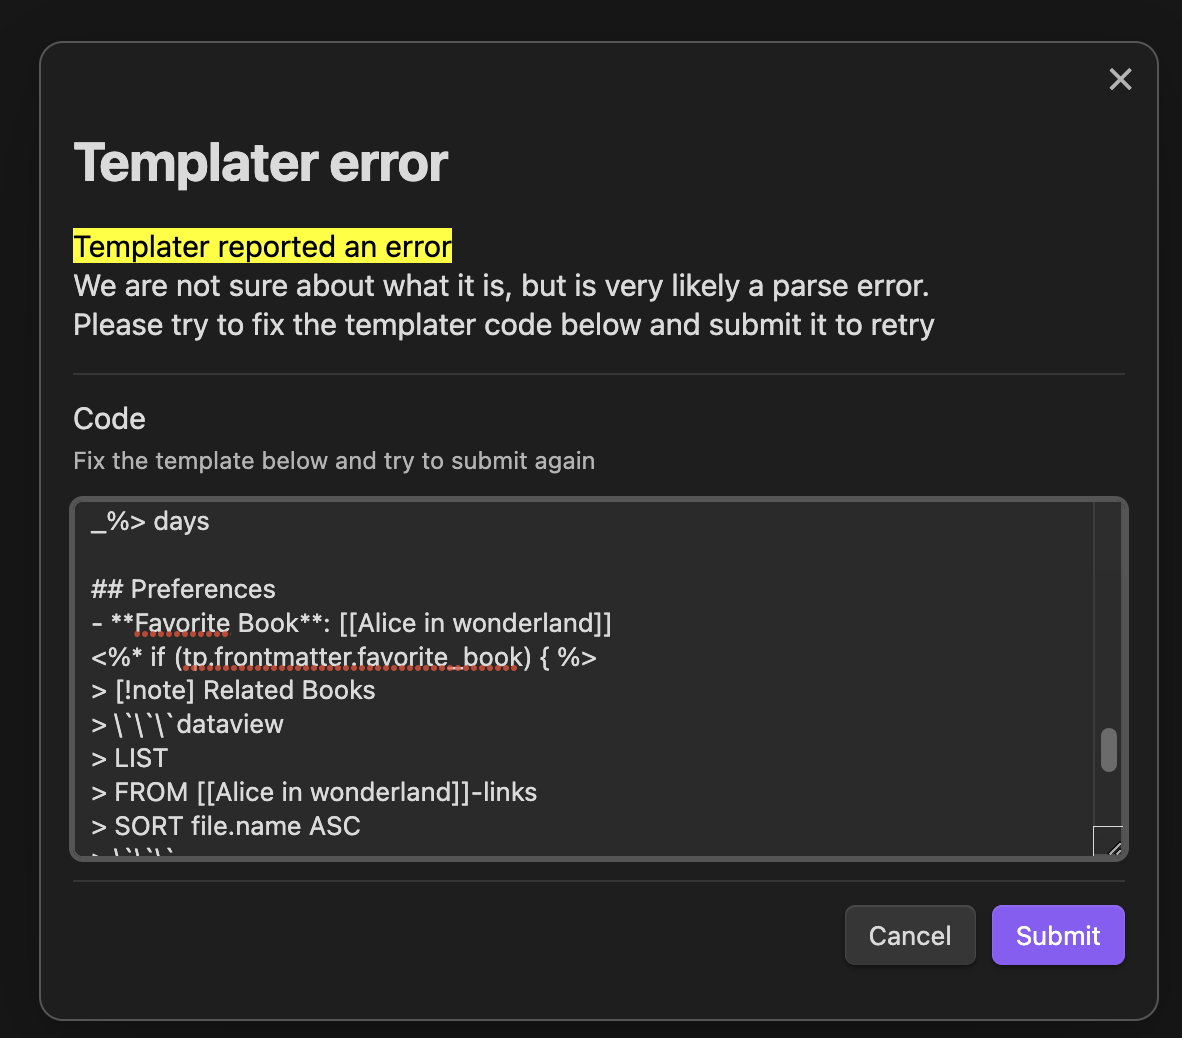 Templater error
Templater reported an error
We are not sure about what it is, but is very likely a parse error.
Please try to fix the templater code below and submit it to retry
Code
Fix the template below and try to submit again
_%> days
## Preferences
- **Favorite Book**: [[Alice in wonderland]]
<%* if (tp.frontmatter.favorite_book) { %>
> [!note] Related Books
> \`\`\`dataview
> LIST
> FROM [[Alice in wonderland]]-links
> SORT file.name ASC
> \`\`\`
Cancel
Submit